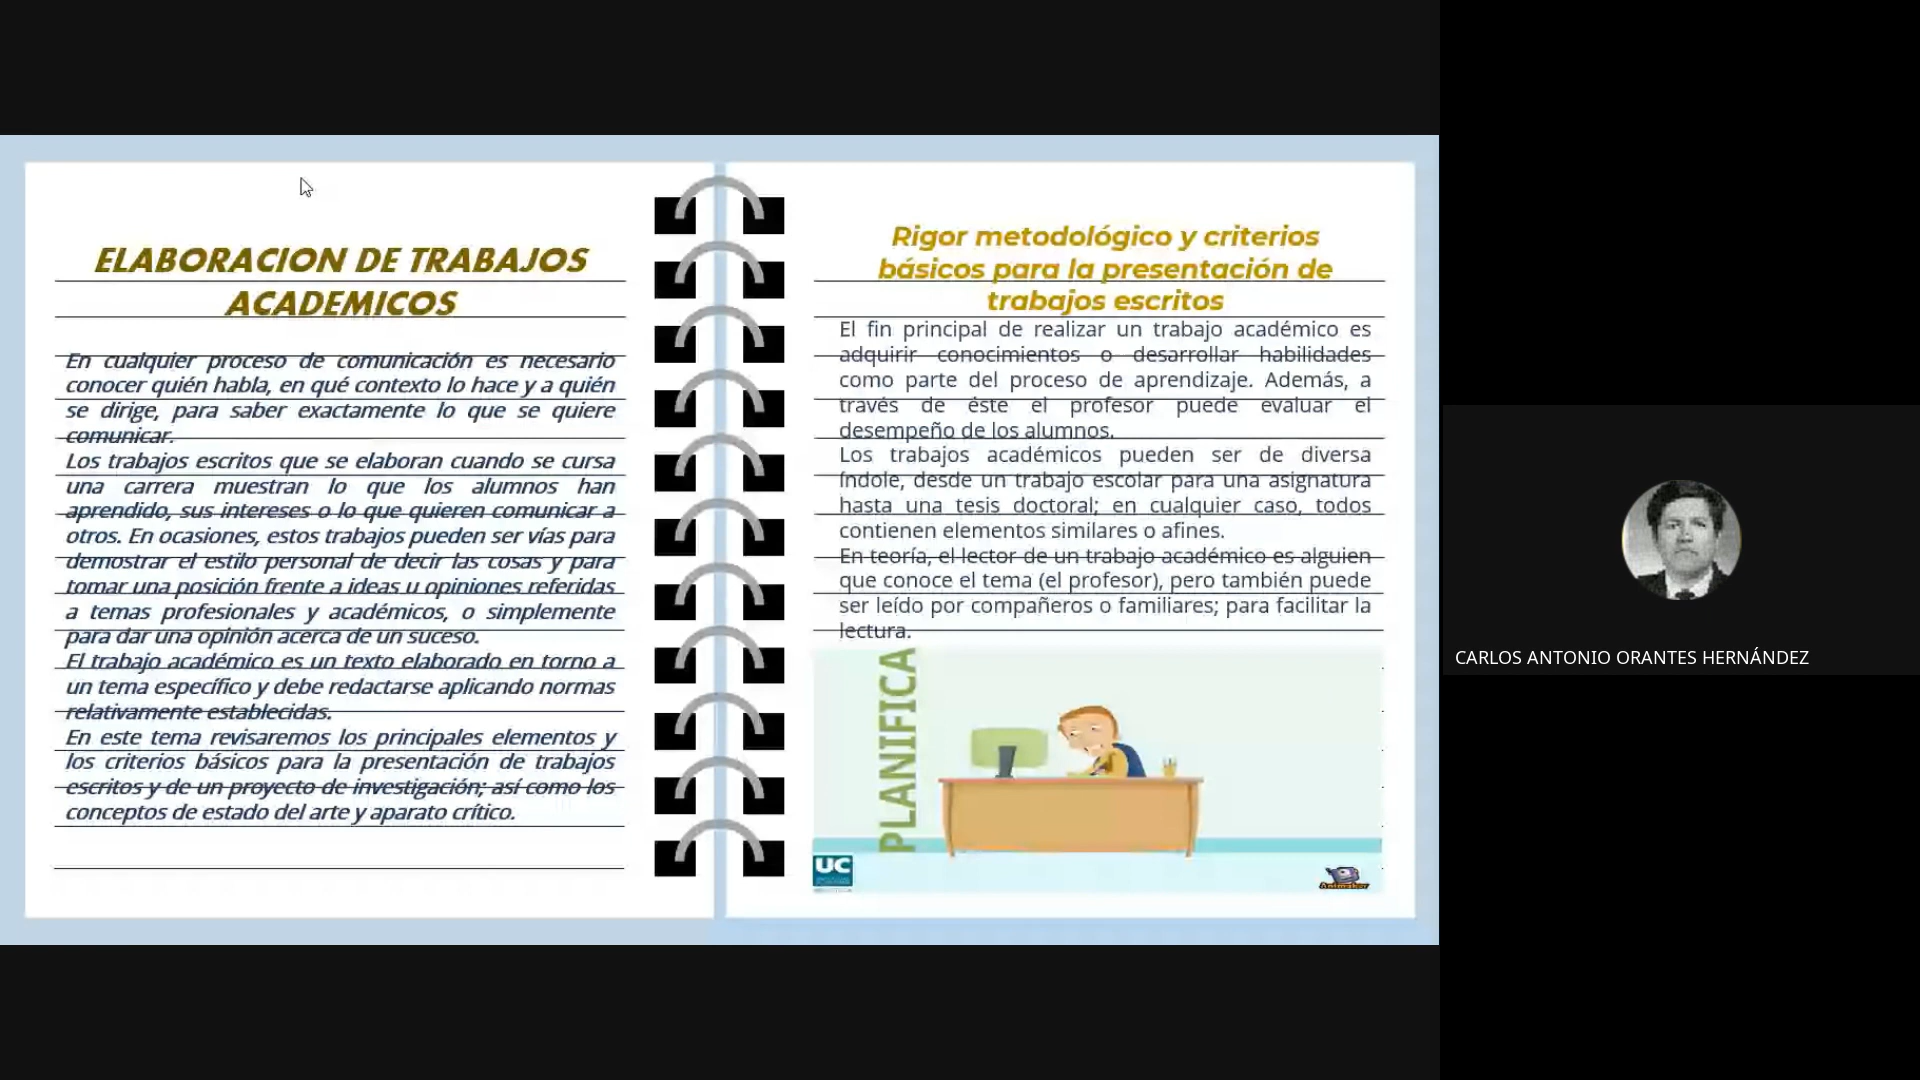 ELABORACION DE TRABAJOS
ACADEMICOS
En cualquier proceso de comunicación es necesario
conocer quién habla, en qué contexto lo hace y a quién
se dirige, para saber exactamente lo que se quiere
comunicar.
Los trabajos escritos que se elaboran cuando se cursa
una carrera muestran lo que los alumnos han
aprendido, sus intereses o lo que quieren comunicar a
otros. En ocasiones, estos trabajos pueden ser vías para
demostrar el estilo personal de decir las cosas y para
tomar una posición frente a ideas u opiniones referidas
a temas profesionales y académicos, o simplemente
para dar una opinión acerca de un suceso.
El trabajo académico es un texto elaborado en torno a
un tema específico y debe redactarse aplicando normas
relativamente establecidas.
En este tema revisaremos los principales elementos y
los criterios básicos para la presentación de trabajos
escritos y de un proyecto de investigación; así como los
conceptos de estado del arte y aparato crítico.
Rigor metodológico y criterios
básicos para la presentación de
trabajos escritos
El fin principal de realizar un trabajo académico es
adquirir conocimientos o desarrollar habilidades
como parte del proceso de aprendizaje. Además, a
través de éste el profesor puede evaluar el
desempeño de los alumnos.
Los trabajos académicos pueden ser de diversa
índole, desde un trabajo escolar para una asignatura
hasta una tesis doctoral; en cualquier caso, todos
contienen elementos similares o afines.
En teoría, el lector de un trabajo académico es alguien
que conoce el tema (el profesor), pero también puede
ser leído por compañeros o familiares; para facilitar la
lectura.
PLANIFICA
UC
Animaker
CARLOS ANTONIO ORANTES HERNÁNDEZ